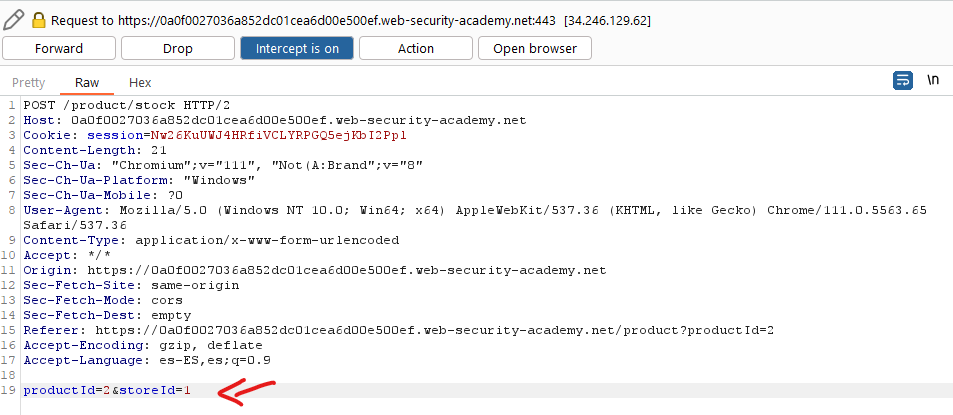 Request to https://0a0f0027036a852dc01cea6d00e500ef.web-security-academy.net:443 [34.246.129.62]
Forward Drop Intercept is on Action Open browser
Pretty Raw Hex \n
1 POST /product/stock HTTP/2
2 Host: 0a0f0027036a852dc01cea6d00e500ef.web-security-academy.net
3 Cookie: session=Nw26KuUWJ4HRfiVCLYRPGQ5ejKbI2Ppl
4 Content-Length: 21
5 Sec-Ch-Ua: "Chromium";v="111", "Not(A:Brand";v="8"
6 Sec-Ch-Ua-Platform: "Windows"
7 Sec-Ch-Ua-Mobile: ?0
8 User-Agent: Mozilla/5.0 (Windows NT 10.0; Win64; x64) AppleWebKit/537.36 (KHTML, like Gecko) Chrome/111.0.5563.65
Safari/537.36
9 Content-Type: application/x-www-form-urlencoded
10 Accept: */*
11 Origin: https://0a0f0027036a852dc01cea6d00e500ef.web-security-academy.net
12 Sec-Fetch-Site: same-origin
13 Sec-Fetch-Mode: cors
14 Sec-Fetch-Dest: empty
15 Referer: https://0a0f0027036a852dc01cea6d00e500ef.web-security-academy.net/product?productId=2
16 Accept-Encoding: gzip, deflate
17 Accept-Language: es-ES,es;q=0.9
18
19 productId=2&storeId=1